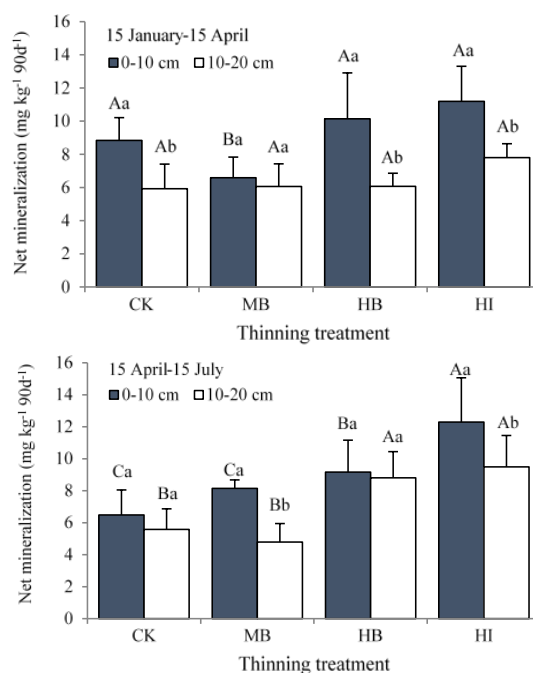 15 January-15 April
0-10 cm 10-20 cm
Net mineralization (mg kg⁻¹ 90d⁻¹)
16
14
12
10
8
6
4
2
0
Aa Ab Ba Aa Aa Ab Aa Ab
CK MB HB HI
Thinning treatment
15 April-15 July
0-10 cm 10-20 cm
Net mineralization (mg kg⁻¹ 90d⁻¹)
16
14
12
10
8
6
4
2
0
Ca Ba Ca Bb Ba Aa Aa Ab
CK MB HB HI
Thinning treatment